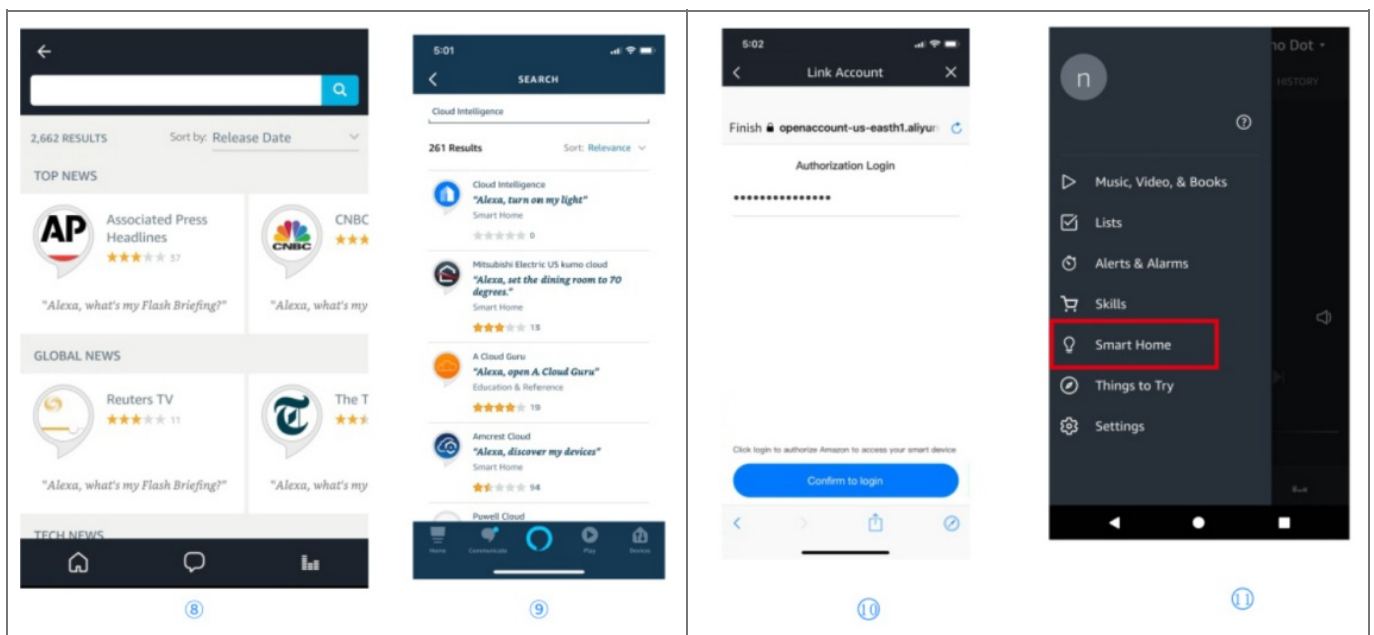 2,662 RESULTS Sort by: Release Date
TOP NEWS
AP
Associated Press
Headlines
37
CNBC
CNBC
"Alexa, what's my Flash Briefing?"
"Alexa, what's my
GLOBAL NEWS
Reuters TV
11
The T
"Alexa, what's my Flash Briefing?"
"Alexa, what's my
TECH NEWS
⑧
5:01
SEARCH
Cloud Intelligence
261 Results Sort: Relevance
Cloud Intelligence
"Alexa, turn on my light"
Smart Home
0
Mitsubishi Electric US kumo cloud
"Alexa, set the dining room to 70
degrees."
Smart Home
13
A Cloud Guru
"Alexa, open A Cloud Guru"
Education & Reference
19
Amcrest Cloud
"Alexa, discover my devices"
Smart Home
94
Powell Cloud
Home Communicate Play Devices
⑨
5:02
Link Account
Finish openaccount-us-easth1.aliyun
Authorization Login
Click login to authorize Amazon to access your smart device
Confirm to login
⑩
no Dot
n
HISTORY
Music, Video, & Books
Lists
Alerts & Alarms
Skills
Smart Home
Things to Try
Settings
⑪